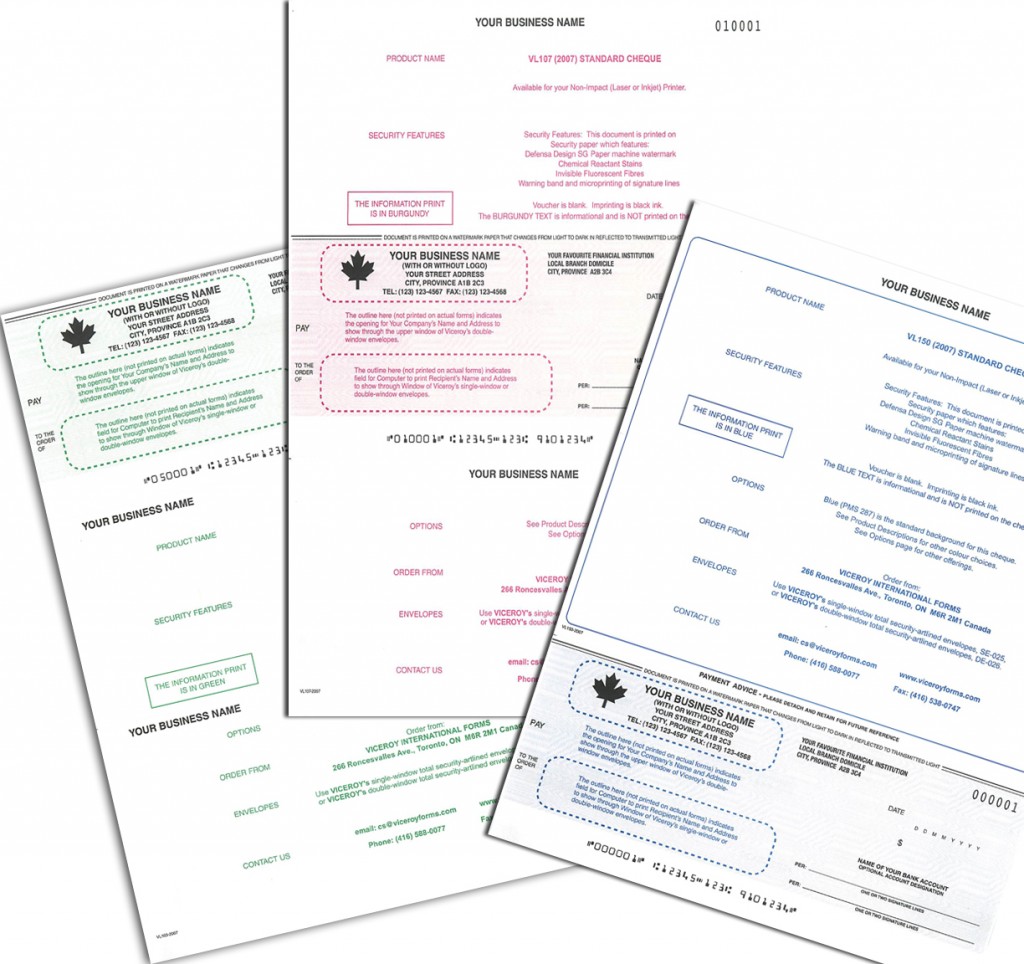 YOUR BUSINESS NAME
010001
PRODUCT NAME
VL107 (2007) STANDARD CHEQUE
Available for your Non-Impact (Laser or Inkjet) Printer.
SECURITY FEATURES
Security Features: This document is printed on
Security paper which features:
Defensa Design SG Paper machine watermark
Chemical Reactant Stains
Invisible Fluorescent Fibres
Warning band and microprinting of signature lines
THE INFORMATION PRINT
IS IN BURGUNDY
Voucher is blank. Imprinting is black ink.
The BURGUNDY TEXT is informational and is NOT printed on the
DOCUMENT IS PRINTED ON A WATERMARK PAPER THAT CHANGES FROM LIGHT TO DARK IN REFLECTED TO TRANSMITTED LIGHT
YOUR BUSINESS NAME
(WITH OR WITHOUT LOGO)
YOUR STREET ADDRESS
CITY, PROVINCE A1B 2C3
TEL: (123) 123-4567 FAX: (123) 123-4568
YOUR FAVOURITE FINANCIAL INSTITUTION
LOCAL BRANCH DOMICILE
CITY, PROVINCE A2B 3C4
DATE
PAY
The outline here (not printed on actual forms) indicates
the opening for Your Company's Name and Address to
show through the upper window of Viceroy's double-
window envelopes.
TO THE
ORDER
OF
The outline here (not printed on actual forms) indicates
field for Computer to print Recipient's Name and Address
to show through Window of Viceroy's single-window or
double-window envelopes.
PER:
PER:
⑈010001⑈ ⑆12345⑉123⑆ 9101234⑈
YOUR BUSINESS NAME
OPTIONS
See Product Desc
See Option
ORDER FROM
VICEROY
266 Roncesvalles
ENVELOPES
Use VICEROY's single-
or VICEROY's double-
CONTACT US
email: cs
Phon
VL107-2007
DOCUMENT IS PRINTED ON A WATERMARK PAPER THAT CHANGES FROM LIGHT TO DARK IN REFLECTED TO TRANSMITTED LIGHT
YOUR BUSINESS NAME
(WITH OR WITHOUT LOGO)
YOUR STREET ADDRESS
CITY, PROVINCE A1B 2C3
TEL: (123) 123-4567 FAX: (123) 123-4568
PAY
The outline here (not printed on actual forms) indicates
the opening for Your Company's Name and Address to
show through the upper window of Viceroy's double-
window envelopes.
TO THE
ORDER
OF
The outline here (not printed on actual forms) indicates
field for Computer to print Recipient's Name and Address
to show through Window of Viceroy's single-window or
double-window envelopes.
⑈050001⑈ ⑆12345⑉123
YOUR BUSINESS NAME
PRODUCT NAME
SECURITY FEATURES
THE INFORMATION PRINT
IS IN GREEN
YOUR BUSINESS NAME
OPTIONS
ORDER FROM
Order from:
VICEROY INTERNATIONAL FORMS
266 Roncesvalles Ave., Toronto, ON M6R 2M1 Canad
ENVELOPES
Use VICEROY's single-window total security-artlined envelop
or VICEROY's double-window total security-artlined envelop
CONTACT US
email: cs@viceroyforms.com
www
Phone: (416) 588-0077
Fa
YOUR BUSINESS NAME
PRODUCT NAME
VL150 (2007) STANDARD CHEQ
Available for your Non-Impact (Laser or Inkjet
SECURITY FEATURES
Security Features: This document is printed
Security paper which features:
Defensa Design SG Paper machine waterma
Chemical Reactant Stains
Invisible Fluorescent Fibres
Warning band and microprinting of signature lines
THE INFORMATION PRINT
IS IN BLUE
Voucher is blank. Imprinting is black ink.
The BLUE TEXT is informational and is NOT printed on the che
OPTIONS
Blue (PMS 287) is the standard background for this cheque.
See Product Descriptions for other colour choices.
See Options page for other offerings.
ORDER FROM
Order from:
VICEROY INTERNATIONAL FORMS
266 Roncesvalles Ave., Toronto, ON M6R 2M1 Canada
ENVELOPES
Use VICEROY's single-window total security-artlined envelopes, SE-025,
or VICEROY's double-window total security-artlined envelopes, DE-025.
CONTACT US
email: cs@viceroyforms.com
www.viceroyforms.com
Phone: (416) 588-0077
Fax: (416) 538-0747
VL150-2007
PAYMENT ADVICE • PLEASE DETACH AND RETAIN FOR FUTURE REFERENCE
DOCUMENT IS PRINTED ON A WATERMARK PAPER THAT CHANGES FROM LIGHT TO DARK IN REFLECTED TO TRANSMITTED LIGHT
YOUR BUSINESS NAME
(WITH OR WITHOUT LOGO)
YOUR STREET ADDRESS
CITY, PROVINCE A1B 2C3
TEL: (123) 123-4567 FAX: (123) 123-4568
YOUR FAVOURITE FINANCIAL INSTITUTION
LOCAL BRANCH DOMICILE
CITY, PROVINCE A2B 3C4
000001
PAY
The outline here (not printed on actual forms) indicates
the opening for Your Company's Name and Address to
show through the upper window of Viceroy's double-
window envelopes.
DATE
D D M M Y Y Y Y
$
TO THE
ORDER
OF
The outline here (not printed on actual forms) indicates
field for Computer to print Recipient's Name and Address
to show through Window of Viceroy's single-window or
double-window envelopes.
NAME OF YOUR BANK ACCOUNT
OPTIONAL ACCOUNT DESIGNATION
PER:
ONE OR TWO SIGNATURE LINES
PER:
ONE OR TWO SIGNATURE LINES
⑈000001⑈ ⑆12345⑉123⑆ 9101234⑈